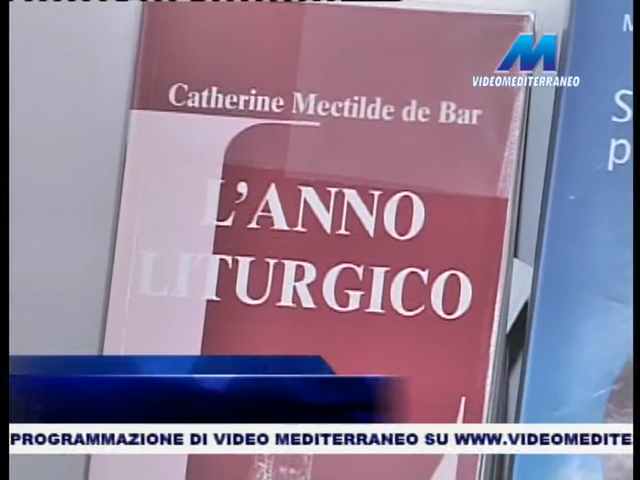 M
VIDEOMEDITERRANEO
Catherine Mectilde de Bar
L'ANNO
LITURGICO
M
S
p
PROGRAMMAZIONE DI VIDEO MEDITERRANEO SU WWW.VIDEOMEDITE